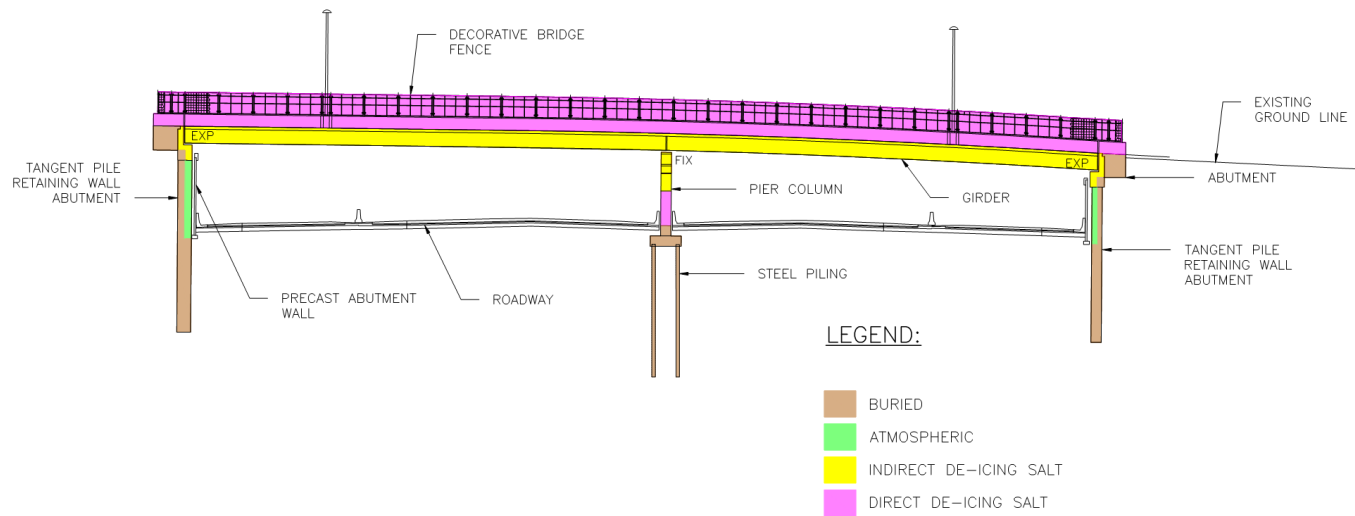 DECORATIVE BRIDGE
FENCE
EXISTING
GROUND LINE
EXP
FIX
EXP
TANGENT PILE
RETAINING WALL
ABUTMENT
PIER COLUMN
GIRDER
ABUTMENT
TANGENT PILE
RETAINING WALL
ABUTMENT
STEEL PILING
PRECAST ABUTMENT
WALL
ROADWAY
LEGEND:
BURIED
ATMOSPHERIC
INDIRECT DE-ICING SALT
DIRECT DE-ICING SALT